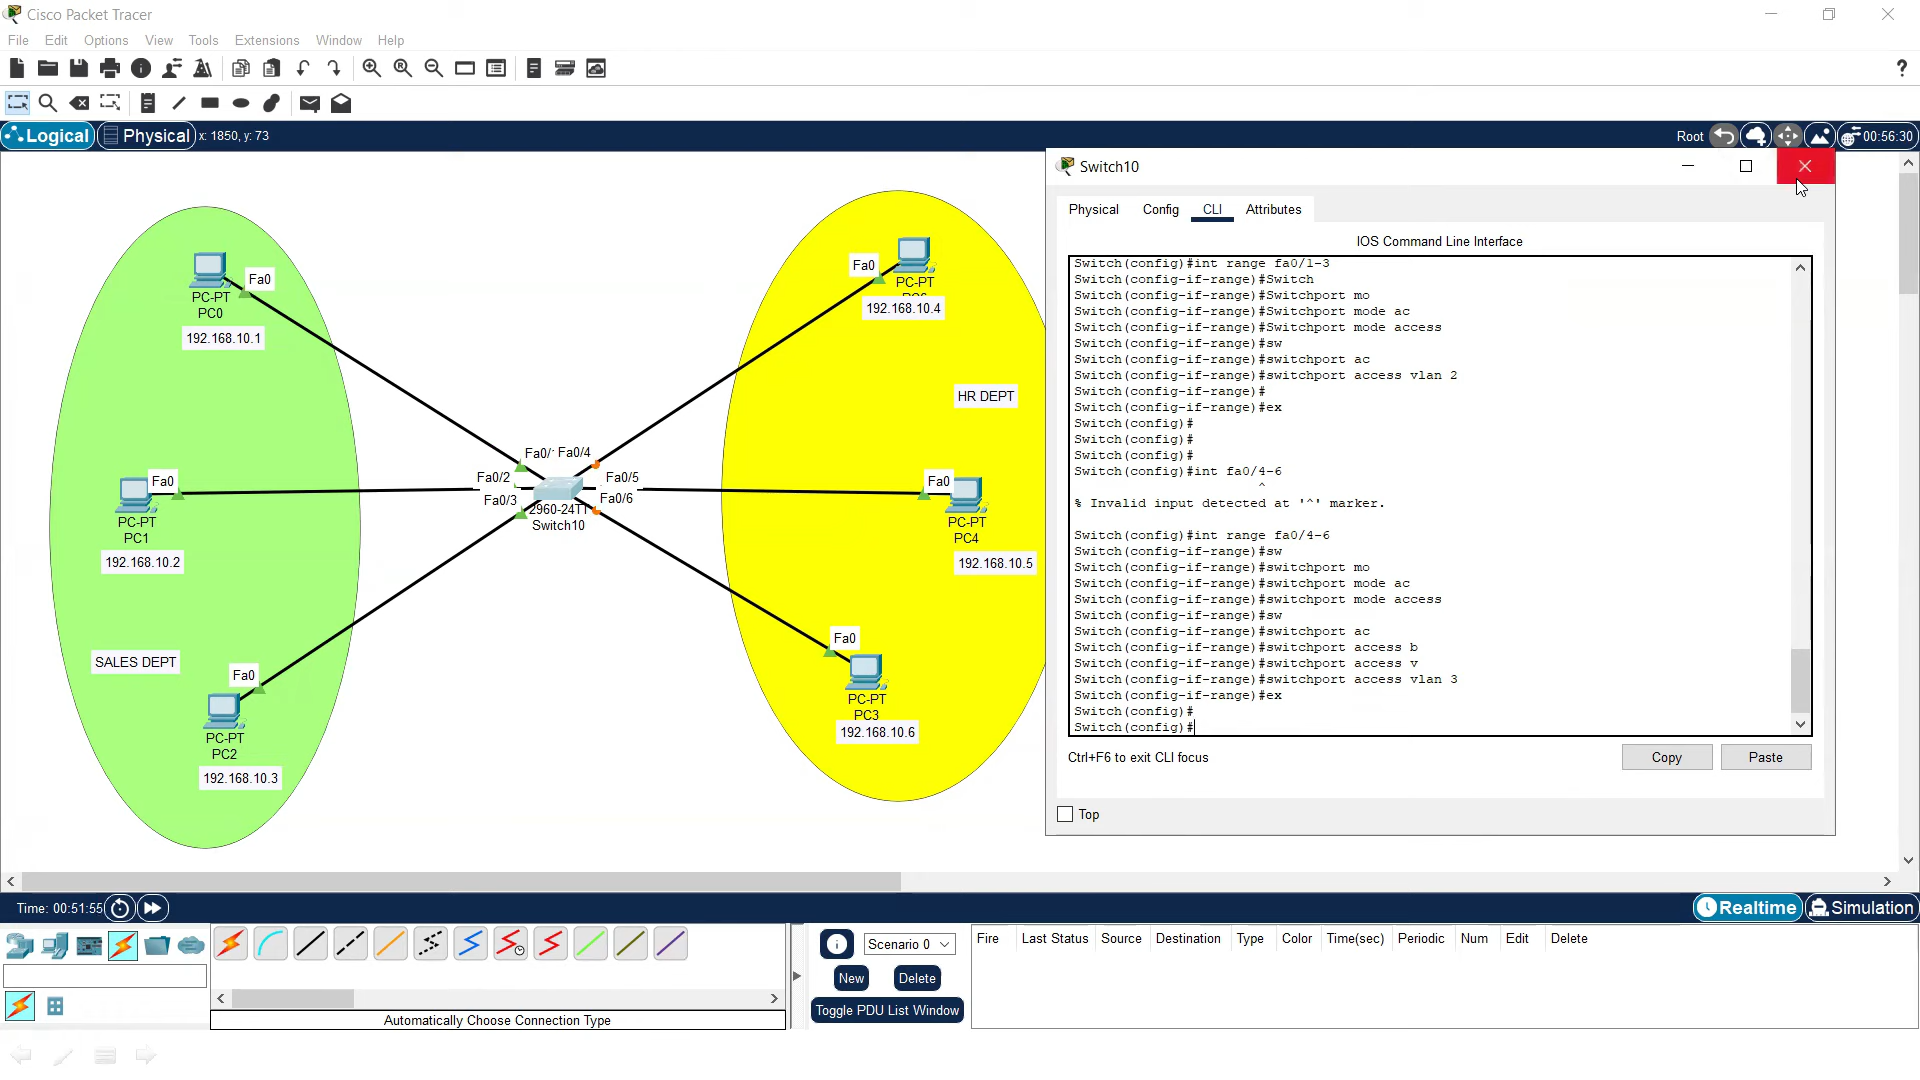 Cisco Packet Tracer
File Edit Options View Tools Extensions Window Help
?
Logical Physical x: 1850, y: 73
Root 00:56:30
Fa0
PC-PT
PC0
192.168.10.1
Fa0
PC-PT
PC1
192.168.10.2
SALES DEPT
Fa0
PC-PT
PC2
192.168.10.3
Fa0/ Fa0/4
Fa0/2 Fa0/5
Fa0/3 Fa0/6
2960-24TT
Switch10
Fa0
PC-PT
192.168.10.4
HR DEPT
Fa0
PC-PT
PC4
192.168.10.5
Fa0
PC-PT
PC3
192.168.10.6
Switch10
Physical Config CLI Attributes
IOS Command Line Interface
Switch(config)#int range fa0/1-3
Switch(config-if-range)#Switch
Switch(config-if-range)#Switchport mo
Switch(config-if-range)#Switchport mode ac
Switch(config-if-range)#Switchport mode access
Switch(config-if-range)#sw
Switch(config-if-range)#switchport ac
Switch(config-if-range)#switchport access vlan 2
Switch(config-if-range)#
Switch(config-if-range)#ex
Switch(config)#
Switch(config)#
Switch(config)#
Switch(config)#int fa0/4-6
^
% Invalid input detected at '^' marker.
Switch(config)#int range fa0/4-6
Switch(config-if-range)#sw
Switch(config-if-range)#switchport mo
Switch(config-if-range)#switchport mode ac
Switch(config-if-range)#switchport mode access
Switch(config-if-range)#sw
Switch(config-if-range)#switchport ac
Switch(config-if-range)#switchport access b
Switch(config-if-range)#switchport access v
Switch(config-if-range)#switchport access vlan 3
Switch(config-if-range)#ex
Switch(config)#
Switch(config)#
Ctrl+F6 to exit CLI focus
Copy Paste
Top
Time: 00:51:55
Realtime Simulation
Automatically Choose Connection Type
Scenario 0
New Delete
Toggle PDU List Window
Fire Last Status Source Destination Type Color Time(sec) Periodic Num Edit Delete